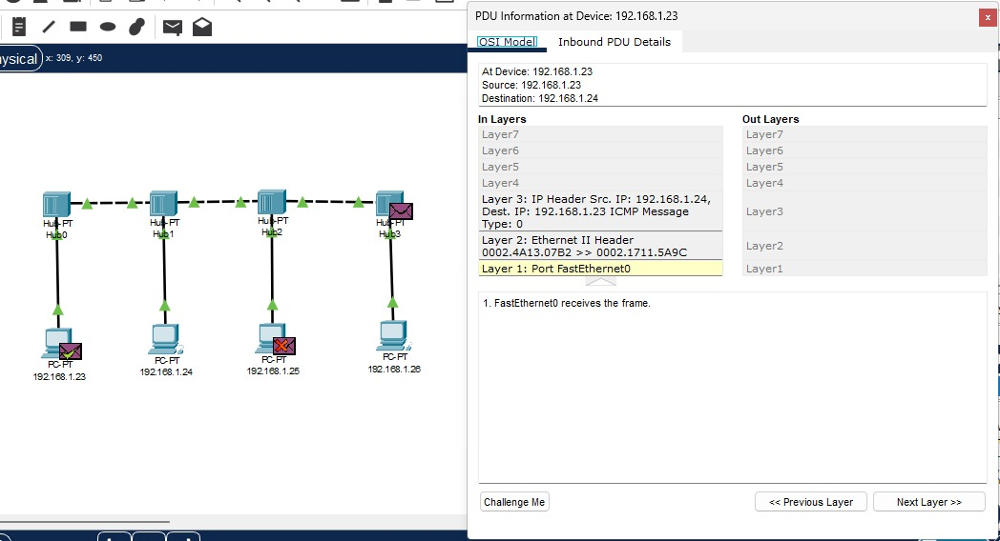 PDU Information at Device: 192.168.1.23
x
OSI Model Inbound PDU Details
ysical x: 309, y: 450
At Device: 192.168.1.23
Source: 192.168.1.23
Destination: 192.168.1.24
In Layers
Layer7
Layer6
Layer5
Layer4
Layer 3: IP Header Src. IP: 192.168.1.24,
Dest. IP: 192.168.1.23 ICMP Message
Type: 0
Layer 2: Ethernet II Header
0002.4A13.07B2 >> 0002.1711.5A9C
Layer 1: Port FastEthernet0
Out Layers
Layer7
Layer6
Layer5
Layer4
Layer3
Layer2
Layer1
1. FastEthernet0 receives the frame.
Challenge Me
<< Previous Layer
Next Layer >>
Hub-PT
Hub0
Hub-PT
Hub1
Hub-PT
Hub2
Hub-PT
Hub3
PC-PT
192.168.1.23
PC-PT
192.168.1.24
PC-PT
192.168.1.25
PC-PT
192.168.1.26